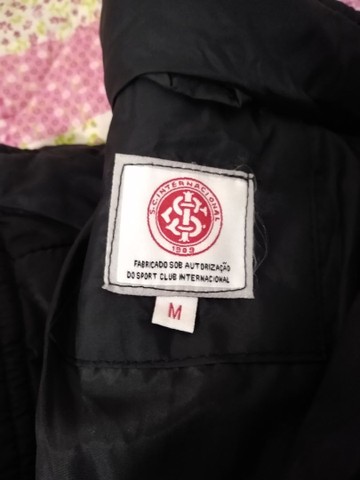 S.C. INTERNACIONAL
1909
FABRICADO SOB AUTORIZAÇÃO
DO SPORT CLUB INTERNACIONAL
M